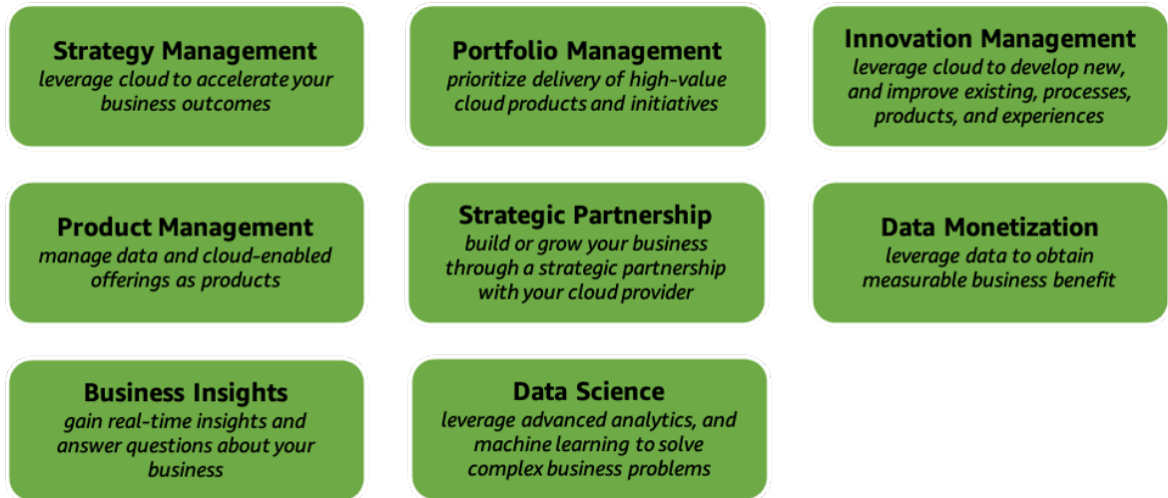 Strategy Management
leverage cloud to accelerate your
business outcomes
Portfolio Management
prioritize delivery of high-value
cloud products and initiatives
Innovation Management
leverage cloud to develop new,
and improve existing, processes,
products, and experiences
Product Management
manage data and cloud-enabled
offerings as products
Strategic Partnership
build or grow your business
through a strategic partnership
with your cloud provider
Data Monetization
leverage data to obtain
measurable business benefit
Business Insights
gain real-time insights and
answer questions about your
business
Data Science
leverage advanced analytics, and
machine learning to solve
complex business problems